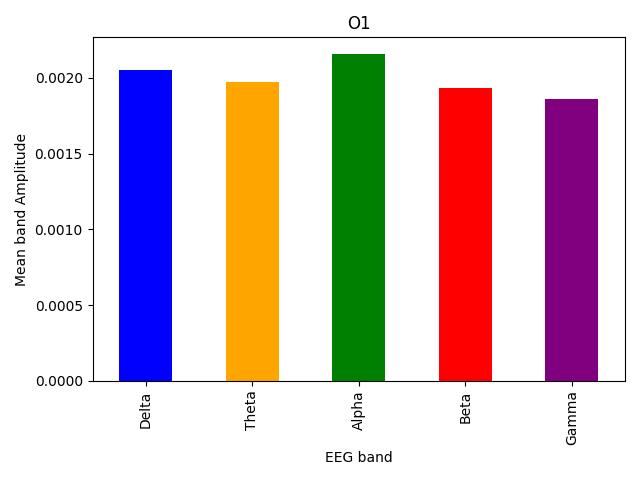 O1
Mean band Amplitude
0.0020
0.0015
0.0010
0.0005
0.0000
Delta
Theta
Alpha
Beta
Gamma
EEG band